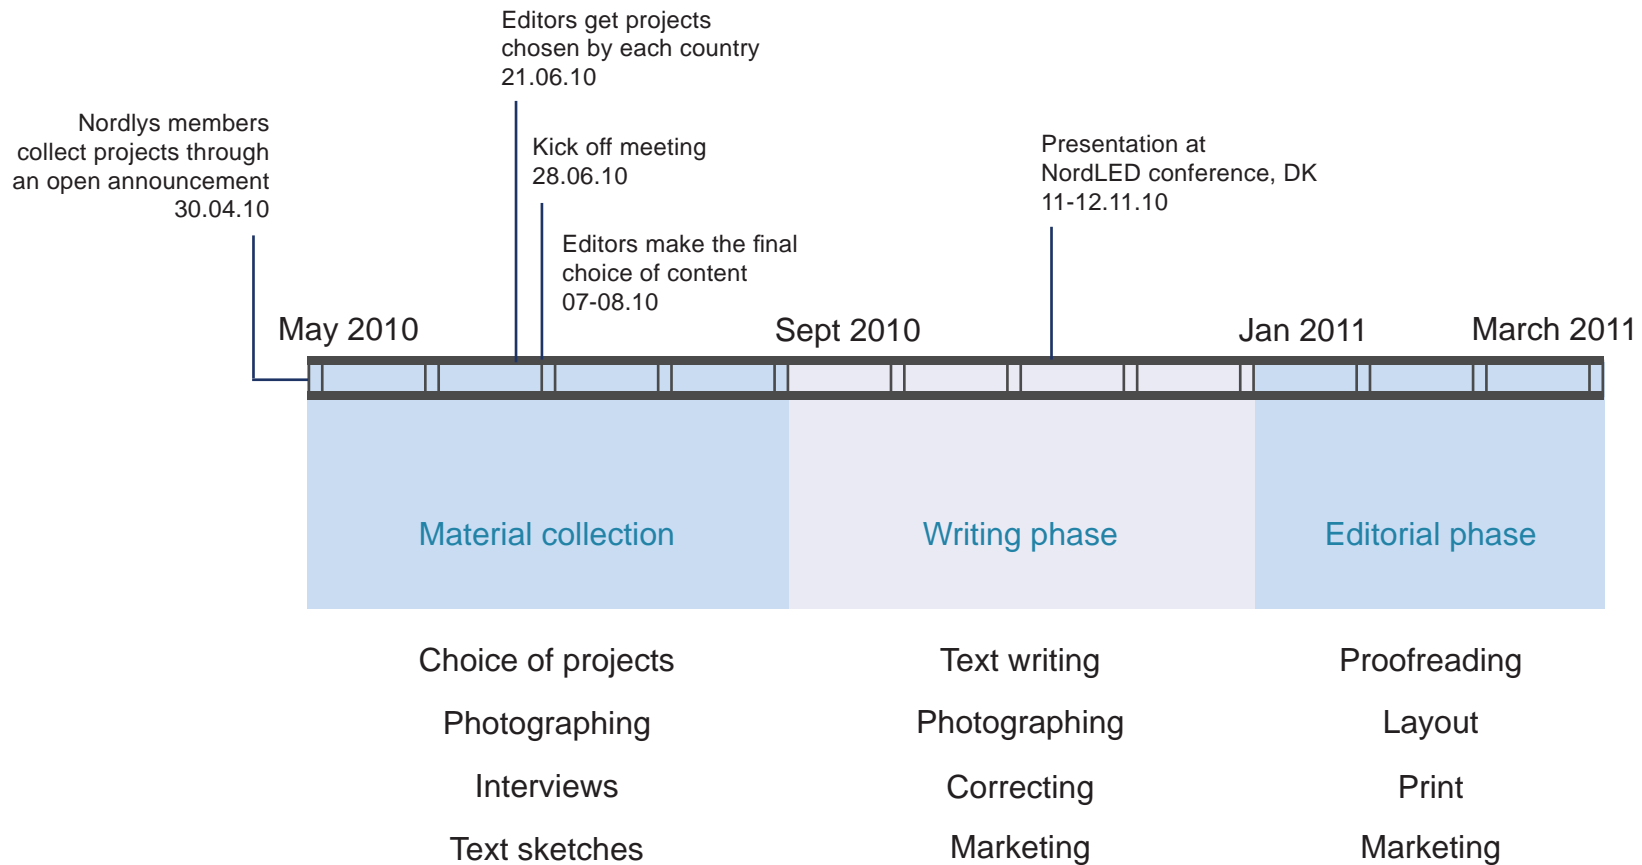 Editors get projects
chosen by each country
21.06.10
Nordlys members
collect projects through
an open announcement
30.04.10
Kick off meeting
28.06.10
Presentation at
NordLED conference, DK
11-12.11.10
Editors make the final
choice of content
07-08.10
May 2010
Sept 2010
Jan 2011
March 2011
Material collection
Writing phase
Editorial phase
Choice of projects
Photographing
Interviews
Text sketches
Text writing
Photographing
Correcting
Marketing
Proofreading
Layout
Print
Marketing